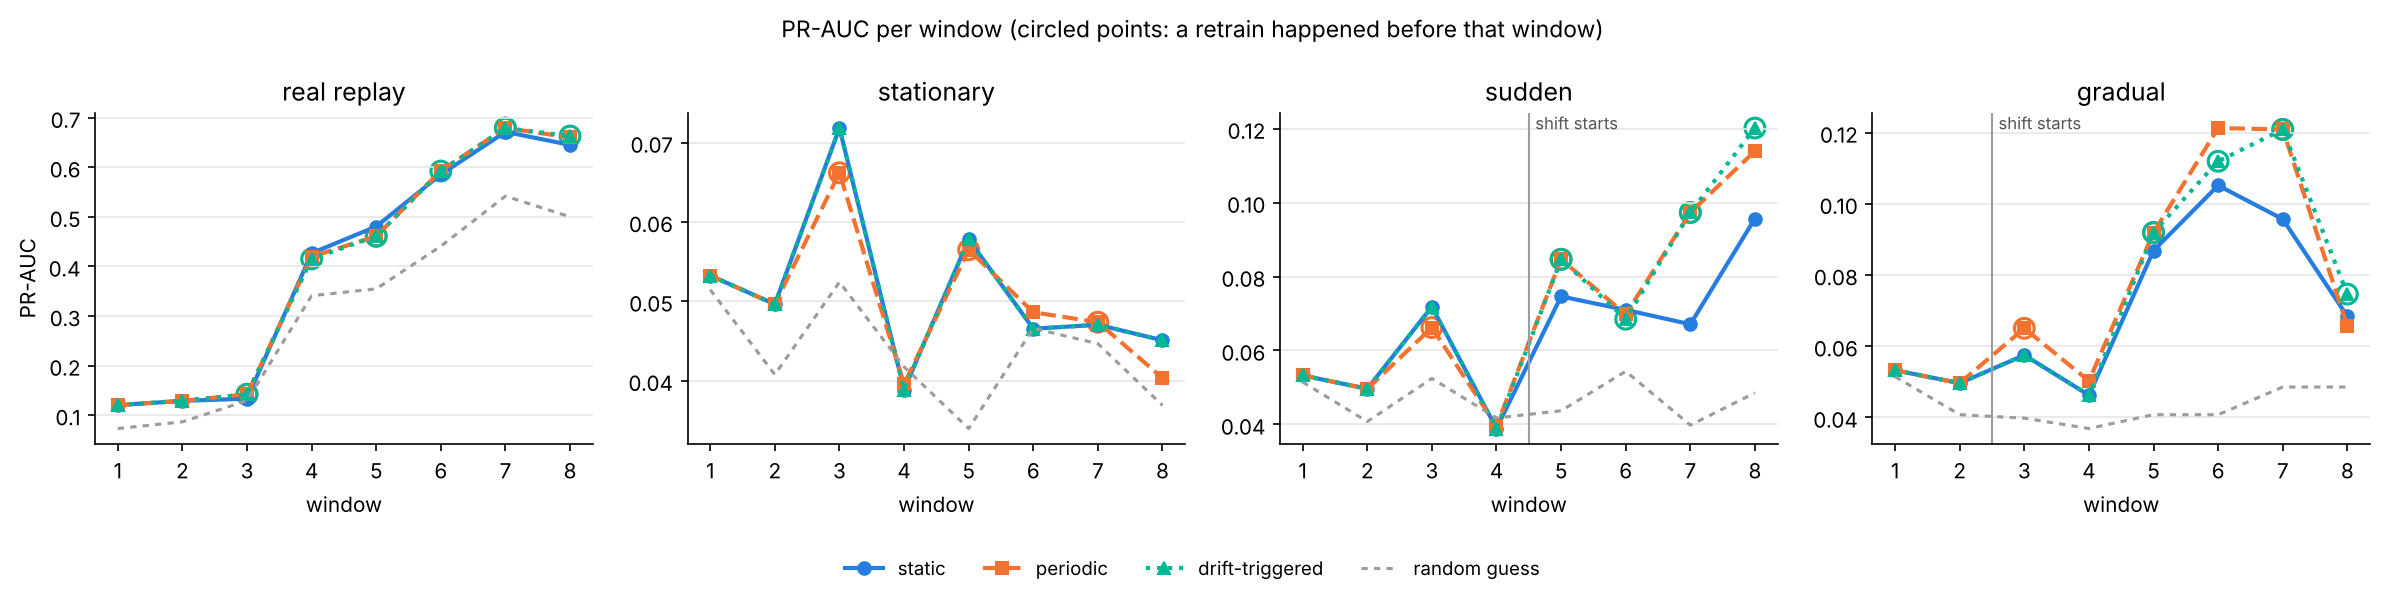 PR-AUC per window (circled points: a retrain happened before that window)
real replay
stationary
sudden
gradual
PR-AUC
0.7
0.6
0.5
0.4
0.3
0.2
0.1
1 2 3 4 5 6 7 8
window
0.07
0.06
0.05
0.04
1 2 3 4 5 6 7 8
window
shift starts
0.12
0.10
0.08
0.06
0.04
1 2 3 4 5 6 7 8
window
shift starts
0.12
0.10
0.08
0.06
0.04
1 2 3 4 5 6 7 8
window
static periodic drift-triggered random guess